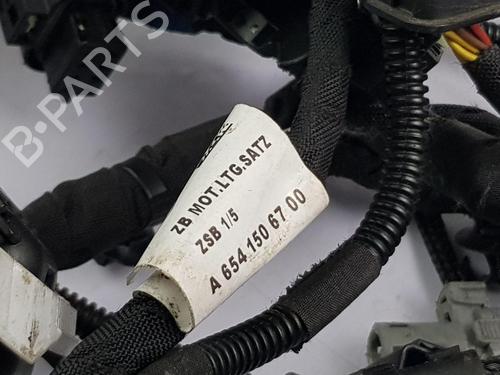 B-PARTS
ZB MOT.LTG.SATZ
ZSB 1/5
A 654 150 67 00